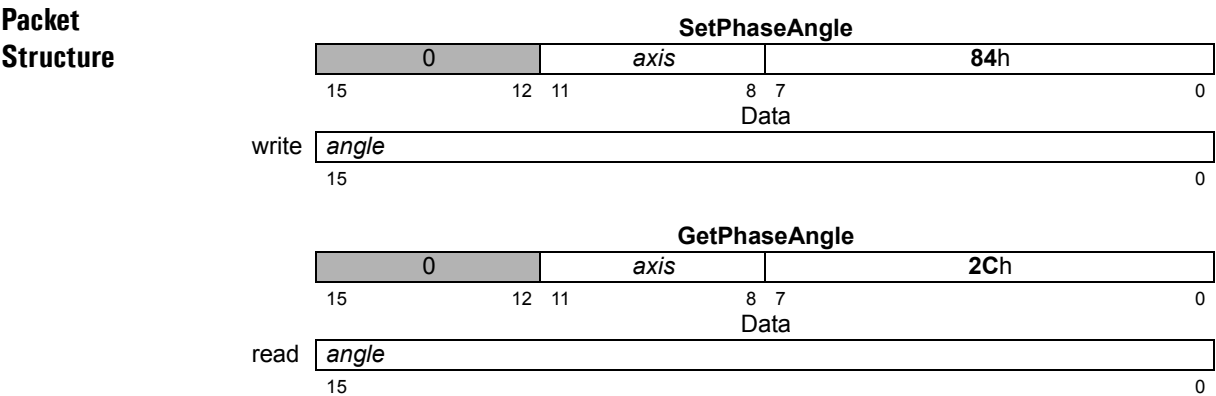 Packet
Structure
SetPhaseAngle
0 axis 84h
15 12 11 8 7 0
Data
write angle
15 0
GetPhaseAngle
0 axis 2Ch
15 12 11 8 7 0
Data
read angle
15 0